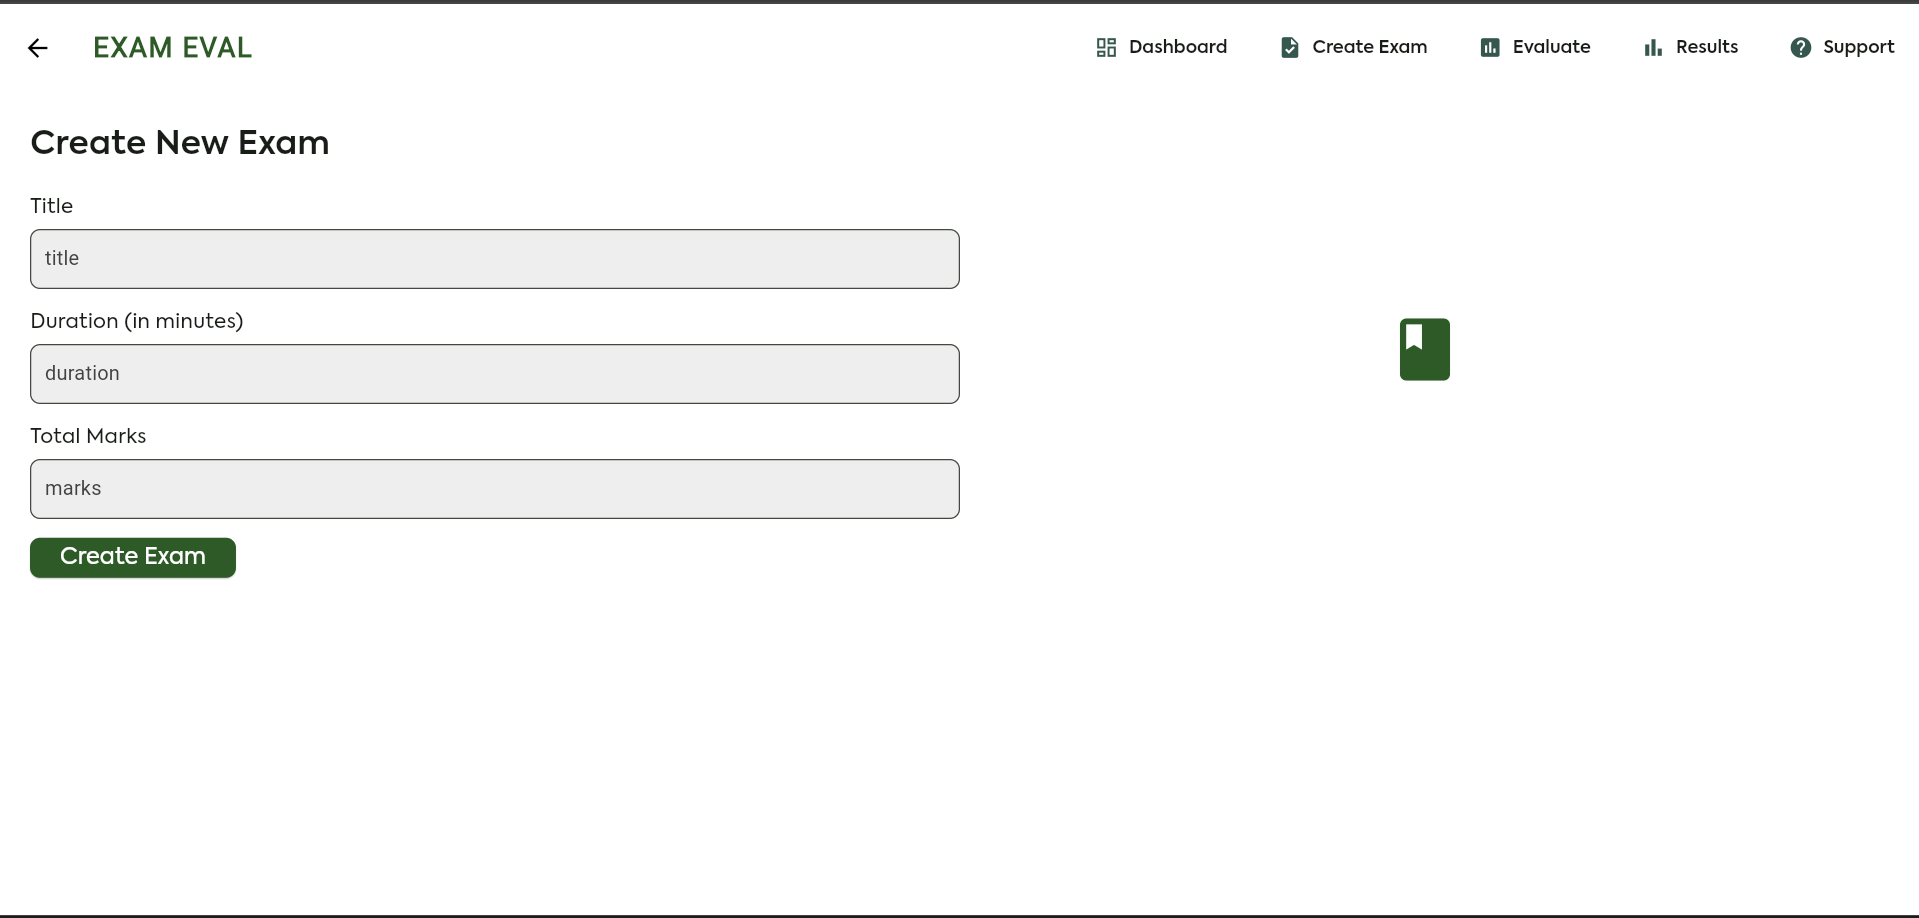 EXAM EVAL
Dashboard
Create Exam
Evaluate
Results
Support
Create New Exam
Title
title
Duration (in minutes)
duration
Total Marks
marks
Create Exam